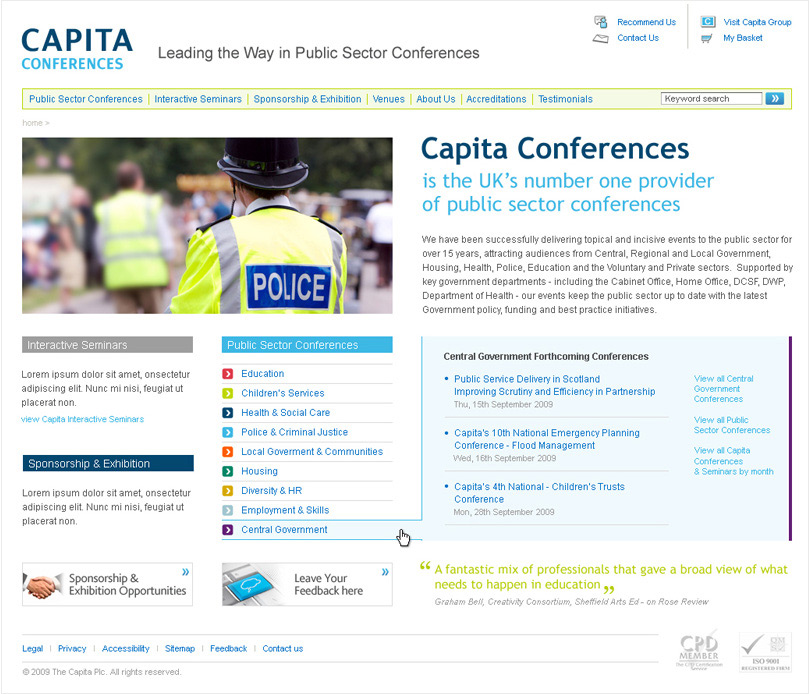 CAPITA
CONFERENCES
Leading the Way in Public Sector Conferences
Recommend Us
Contact Us
Visit Capita Group
My Basket
Public Sector Conferences
Interactive Seminars
Sponsorship & Exhibition
Venues
About Us
Accreditations
Testimonials
Keyword search
home >
POLICE
Capita Conferences
is the UK's number one provider
of public sector conferences
We have been successfully delivering topical and incisive events to the public sector for
over 15 years, attracting audiences from Central, Regional and Local Government,
Housing, Health, Police, Education and the Voluntary and Private sectors. Supported by
key government departments - including the Cabinet Office, Home Office, DCSF, DWP,
Department of Health - our events keep the public sector up to date with the latest
Government policy, funding and best practice initiatives.
Interactive Seminars
Lorem ipsum dolor sit amet, onsectetur
adipiscing elit. Nunc mi nisi, feugiat ut
placerat non.
view Capita Interactive Seminars
Sponsorship & Exhibition
Lorem ipsum dolor sit amet, onsectetur
adipiscing elit. Nunc mi nisi, feugiat ut
placerat non.
Public Sector Conferences
Education
Children's Services
Health & Social Care
Police & Criminal Justice
Local Goverment & Communities
Housing
Diversity & HR
Employment & Skills
Central Government
Central Government Forthcoming Conferences
Public Service Delivery in Scotland
Improving Scrutiny and Efficiency in Partnership
Thu, 15th September 2009
Capita's 10th National Emergency Planning
Conference - Flood Management
Wed, 16th September 2009
Capita's 4th National - Children's Trusts
Conference
Mon, 28th September 2009
View all Central
Government
Conferences
View all Public
Sector Conferences
View all Capita
Conferences
& Seminars by month
Sponsorship &
Exhibition Opportunities
Leave Your
Feedback here
“ A fantastic mix of professionals that gave a broad view of what
needs to happen in education ”
Graham Bell, Creativity Consortium, Sheffield Arts Ed - on Rose Review
Legal
Privacy
Accessibility
Sitemap
Feedback
Contact us
© 2009 The Capita Plc. All rights reserved.
CPD
MEMBER
The CPD Certification
Service
ISO 9001
REGISTERED FIRM